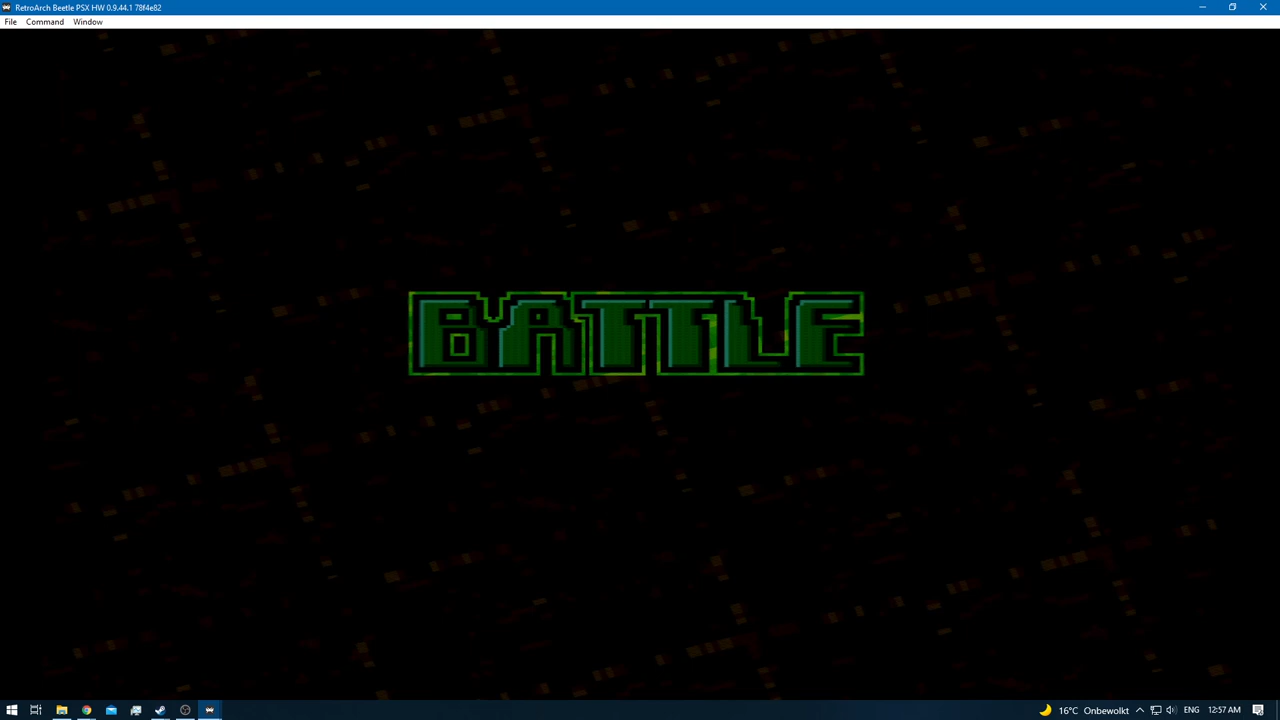 RetroArch Beetle PSX HW 0.9.44.1 78f4e82
File Command Window
BATTLE
16°C Onbewolkt ENG 12:57 AM